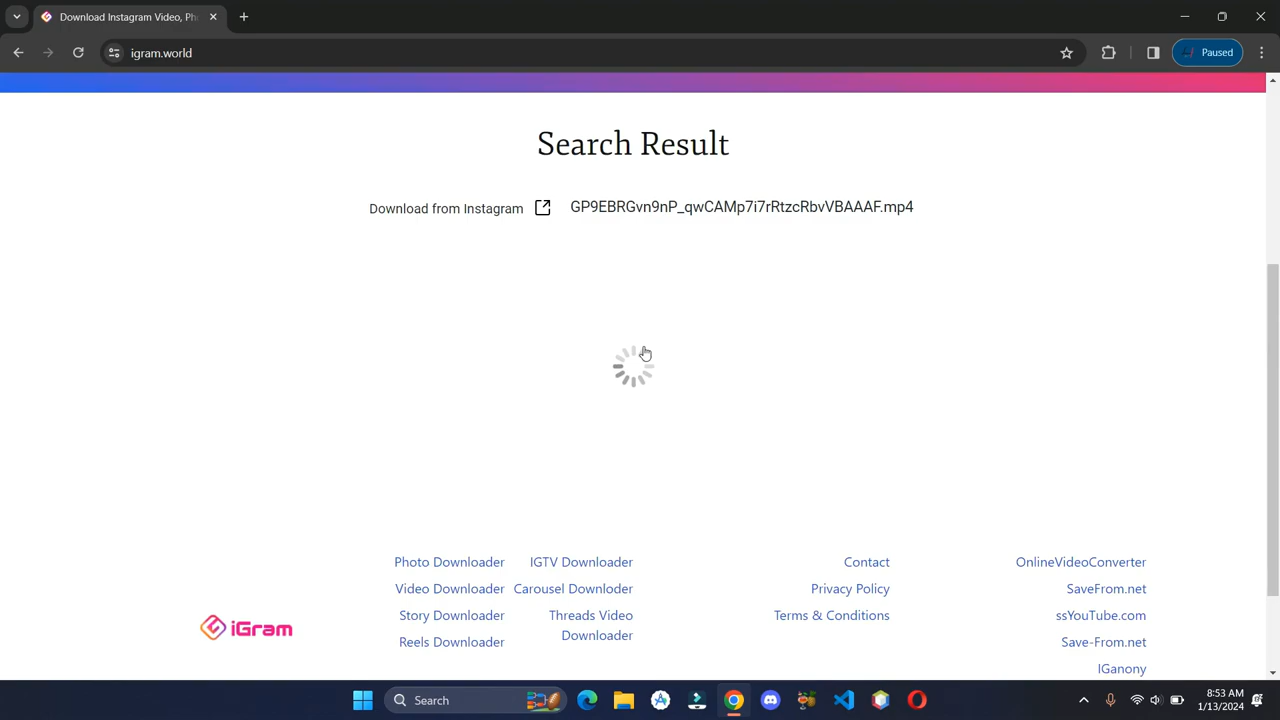 Download Instagram Video, Ph
igram.world
Paused
Search Result
Download from Instagram GP9EBRGvn9nP_qwCAMp7i7rRtzcRbvVBAAAF.mp4
Photo Downloader
Video Downloader
Story Downloader
Reels Downloader
IGTV Downloader
Carousel Downloder
Threads Video
Downloader
Contact
Privacy Policy
Terms & Conditions
OnlineVideoConverter
SaveFrom.net
ssYouTube.com
Save-From.net
IGanony
iGram
Search
8:53 AM
1/13/2024